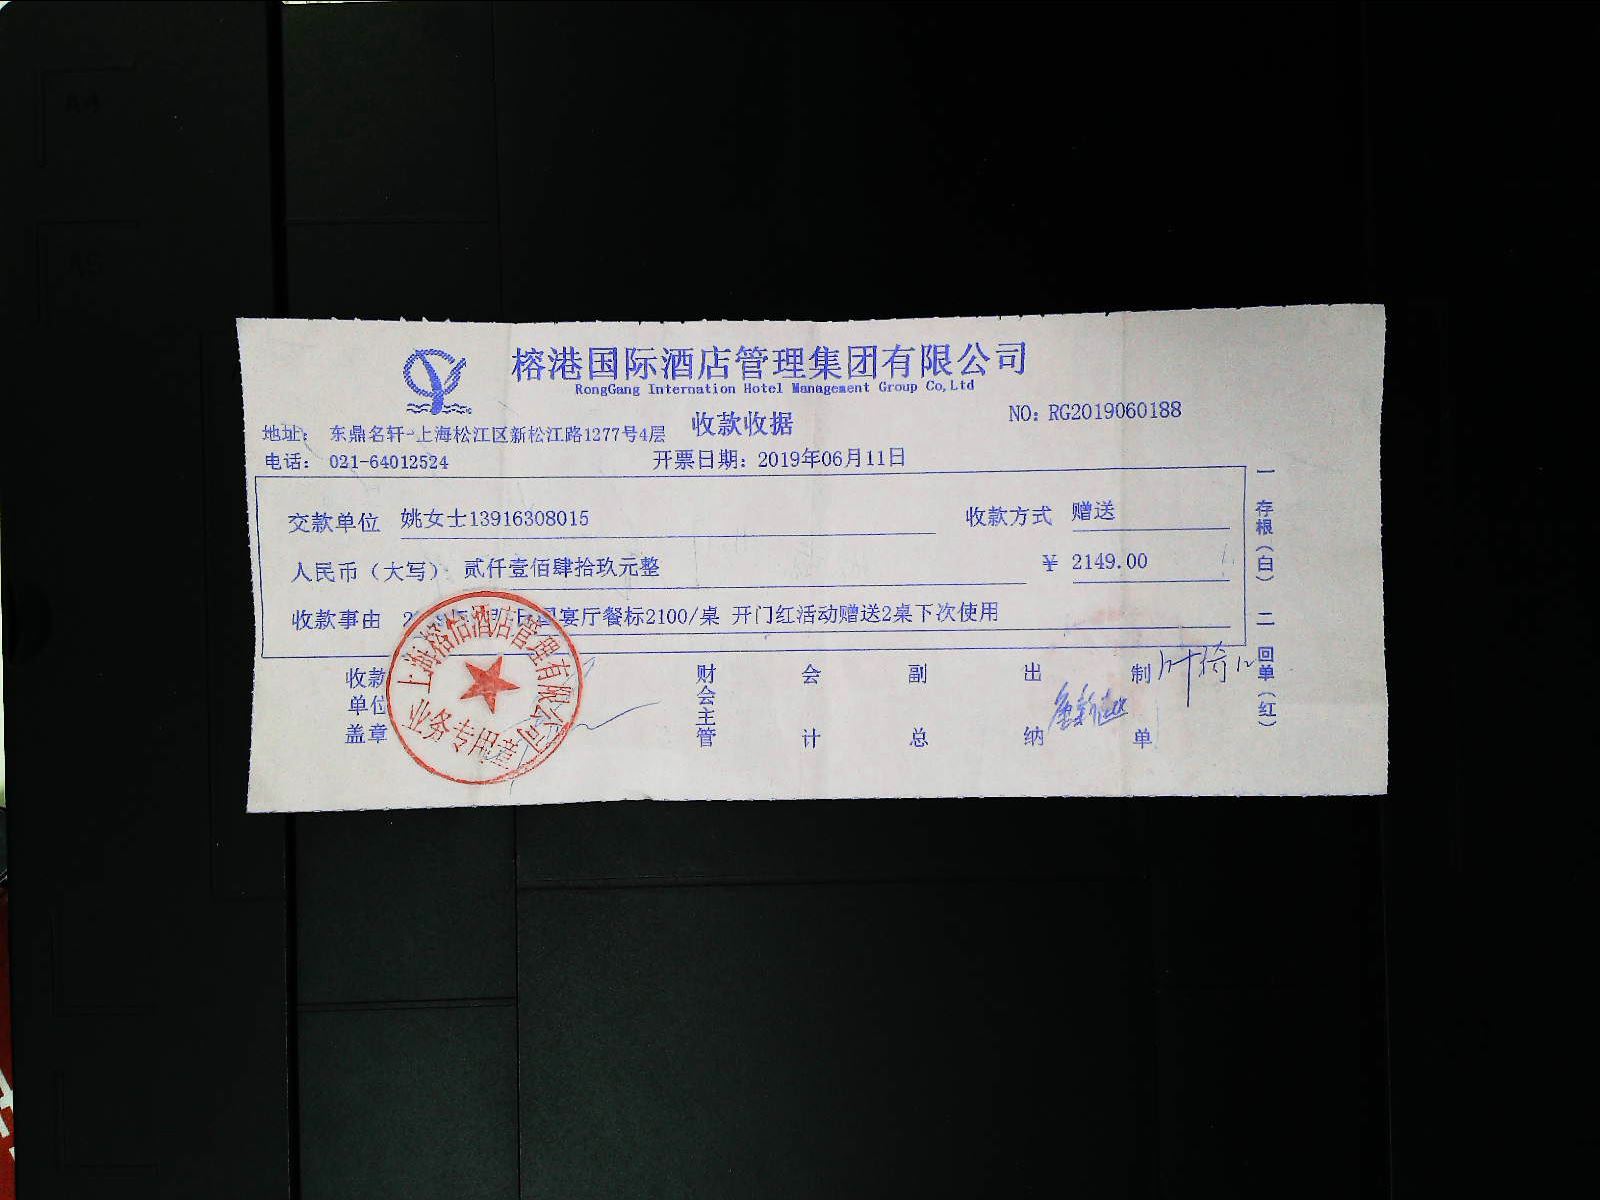 榕港国际酒店管理集团有限公司
RongGang International Hotel Management Group Co,Ltd
收款收据
NO: RG2019060188
地址: 东鼎名轩-上海松江区新松江路1277号4层
电话: 021-64012524
开票日期: 2019年06月11日
交款单位 姚女士13916308015
收款方式 赠送
人民币（大写） 贰仟壹佰肆拾玖元整
¥ 2149.00
收款事由 宴厅餐标2100/桌 开门红活动赠送2桌下次使用
收款单位盖章
财会主管
会计
副总
出纳
制单
一存根（白） 二回单（红）
业务专用章